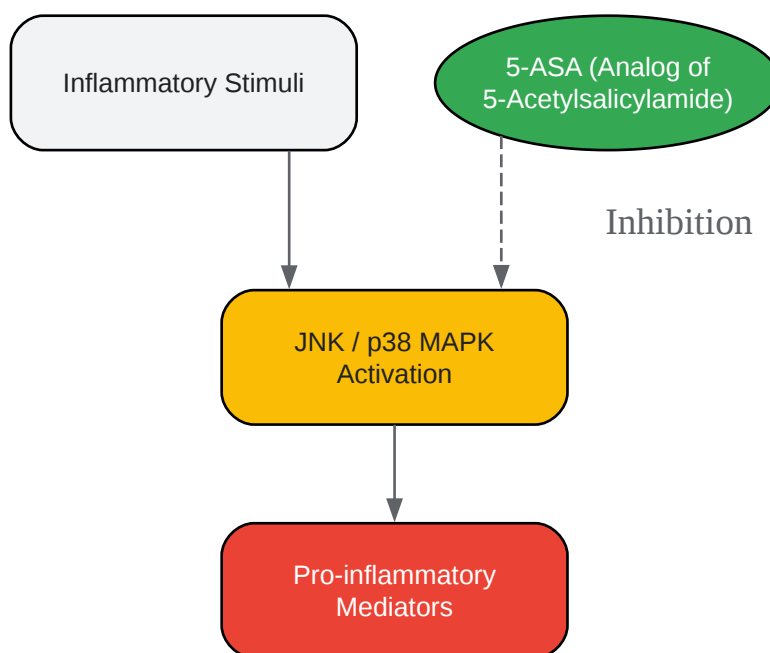 Inflammatory Stimuli
5-ASA (Analog of
5-Acetylsalicylamide)
Inhibition
JNK / p38 MAPK
Activation
Pro-inflammatory
Mediators